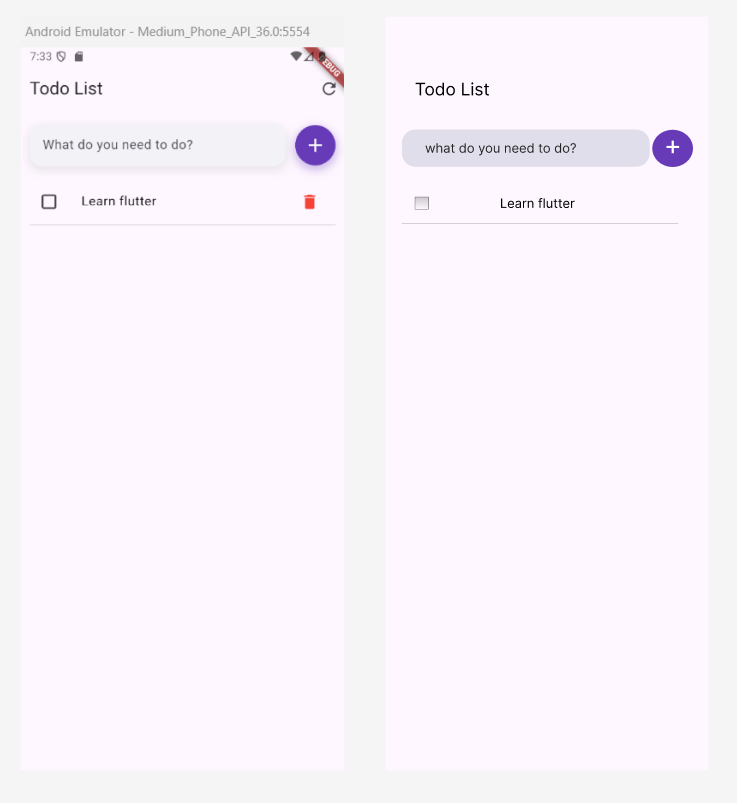 Android Emulator - Medium_Phone_API_36.0:5554
7:33
Todo List
What do you need to do?
Learn flutter
Todo List
what do you need to do?
Learn flutter